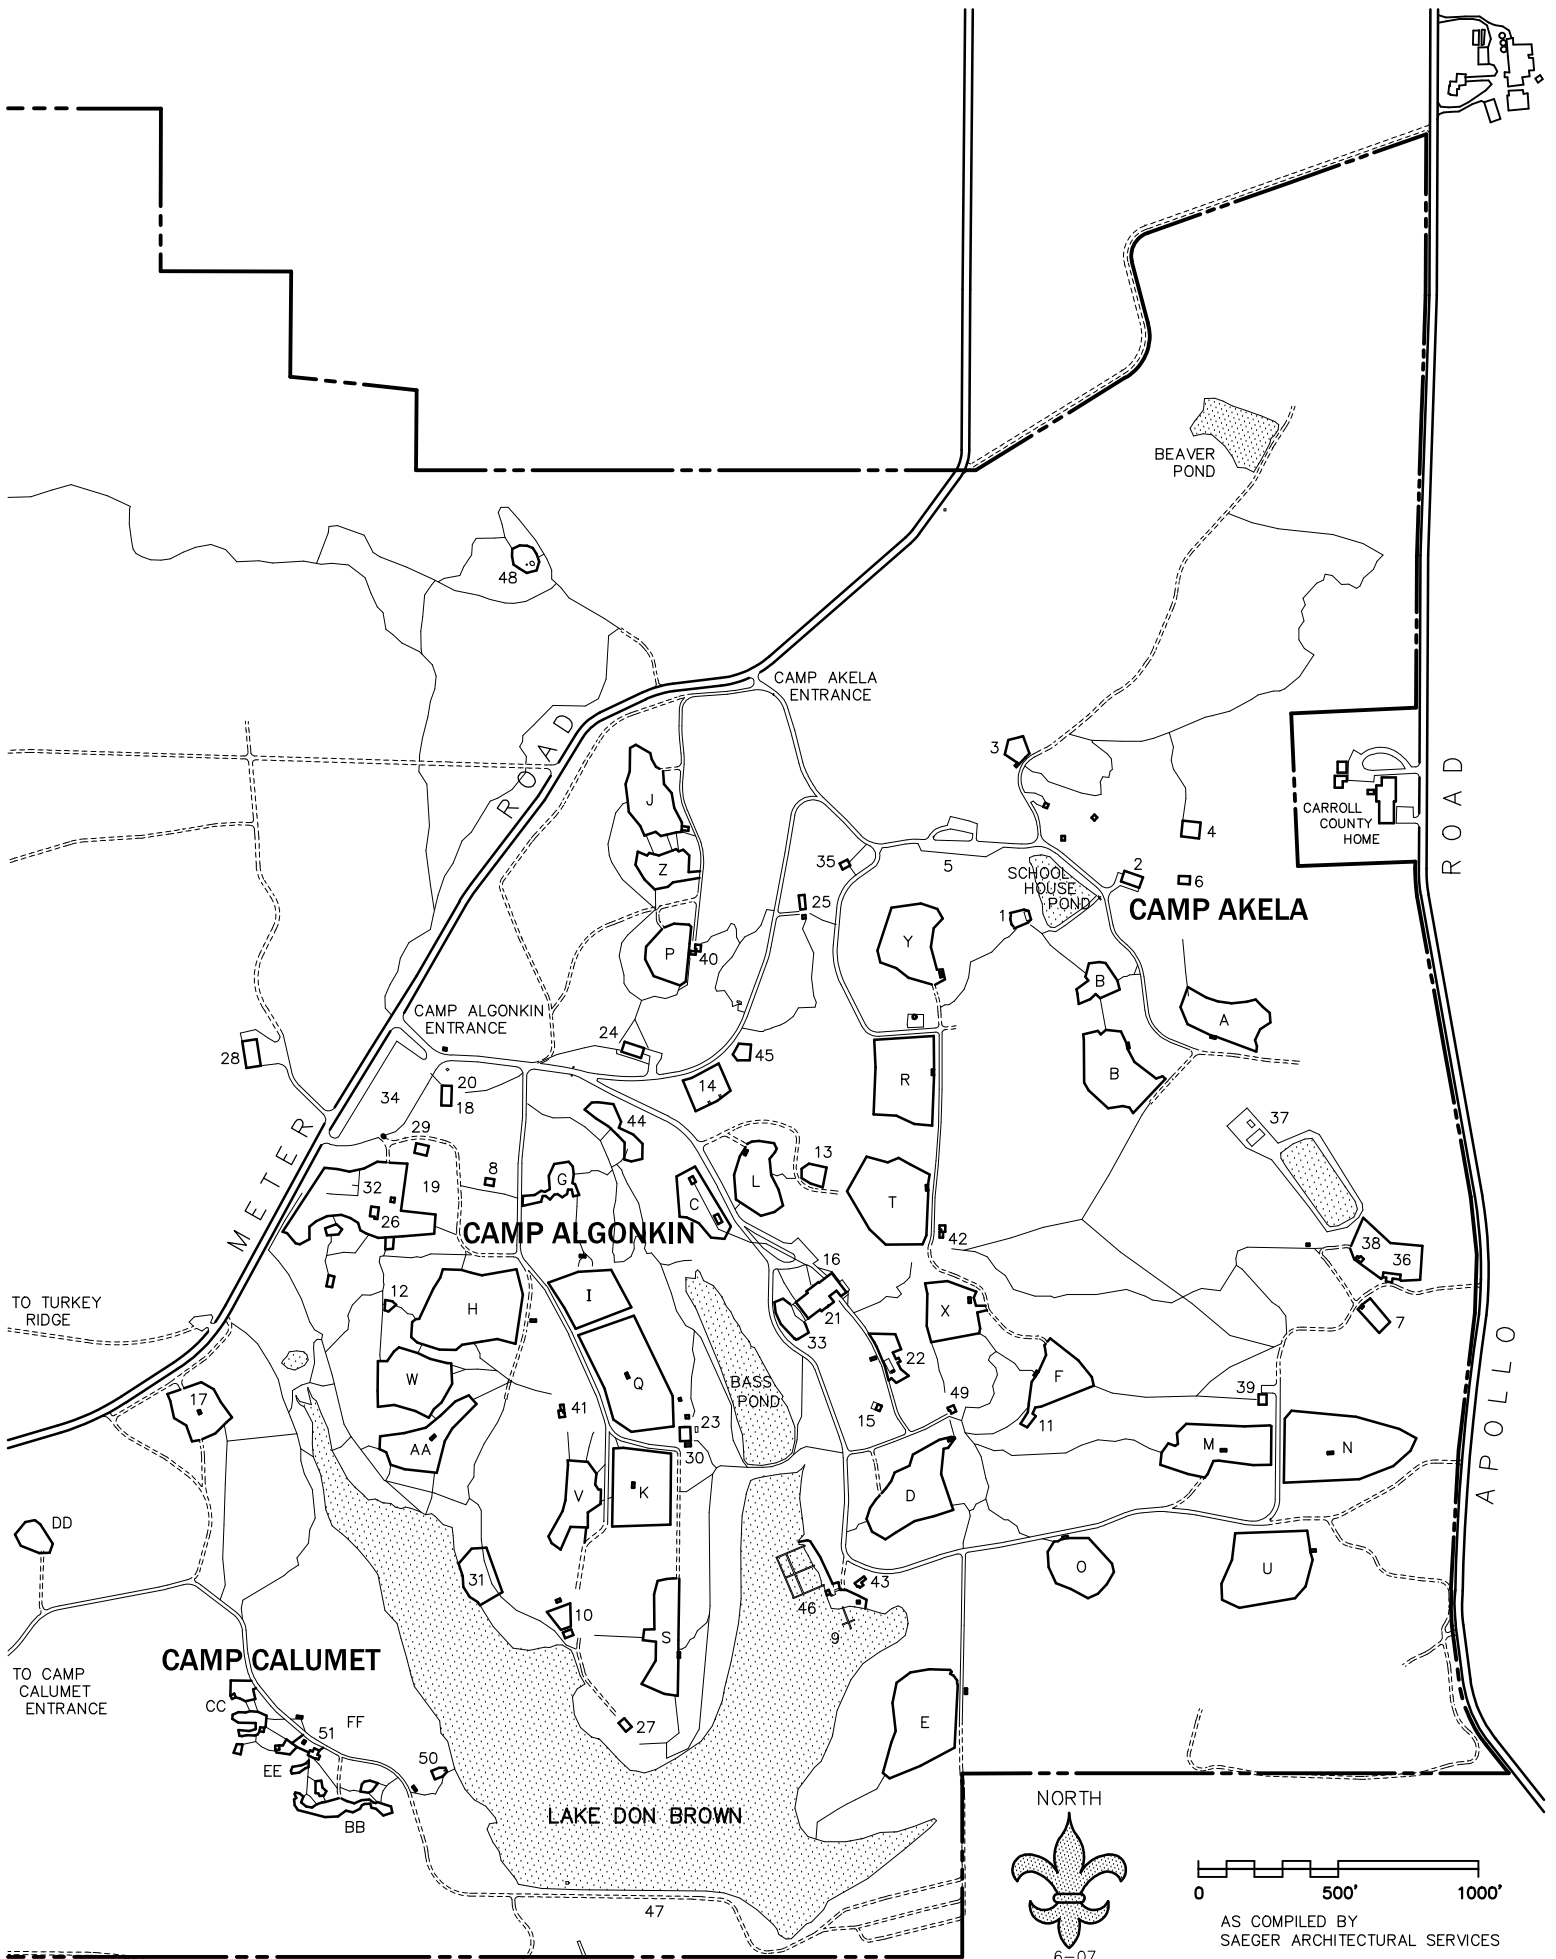 BEAVER
POND
48
CAMP AKELA
ENTRANCE
ROAD
3
J
4
CARROLL
COUNTY
HOME
ROAD
35
5
SCHOOL
HOUSE
POND
2
6
Z
25
1
CAMP AKELA
Y
P
40
B
CAMP ALGONKIN
ENTRANCE
A
24
45
28
20
18
14
R
B
34
44
37
METER
29
13
8
G
L
32
19
C
T
26
CAMP ALGONKIN
42
38
36
16
12
TO TURKEY
RIDGE
H
I
21
X
7
33
APOLLO
22
W
Q
BASS
POND
F
49
39
17
41
23
15
11
AA
30
M
N
V
K
D
DD
31
O
U
10
46
43
S
9
CAMP CALUMET
TO CAMP
CALUMET
ENTRANCE
CC
FF
E
27
51
50
EE
LAKE DON BROWN
BB
NORTH
47
0
500'
1000'
AS COMPILED BY
SAEGER ARCHITECTURAL SERVICES
6-07